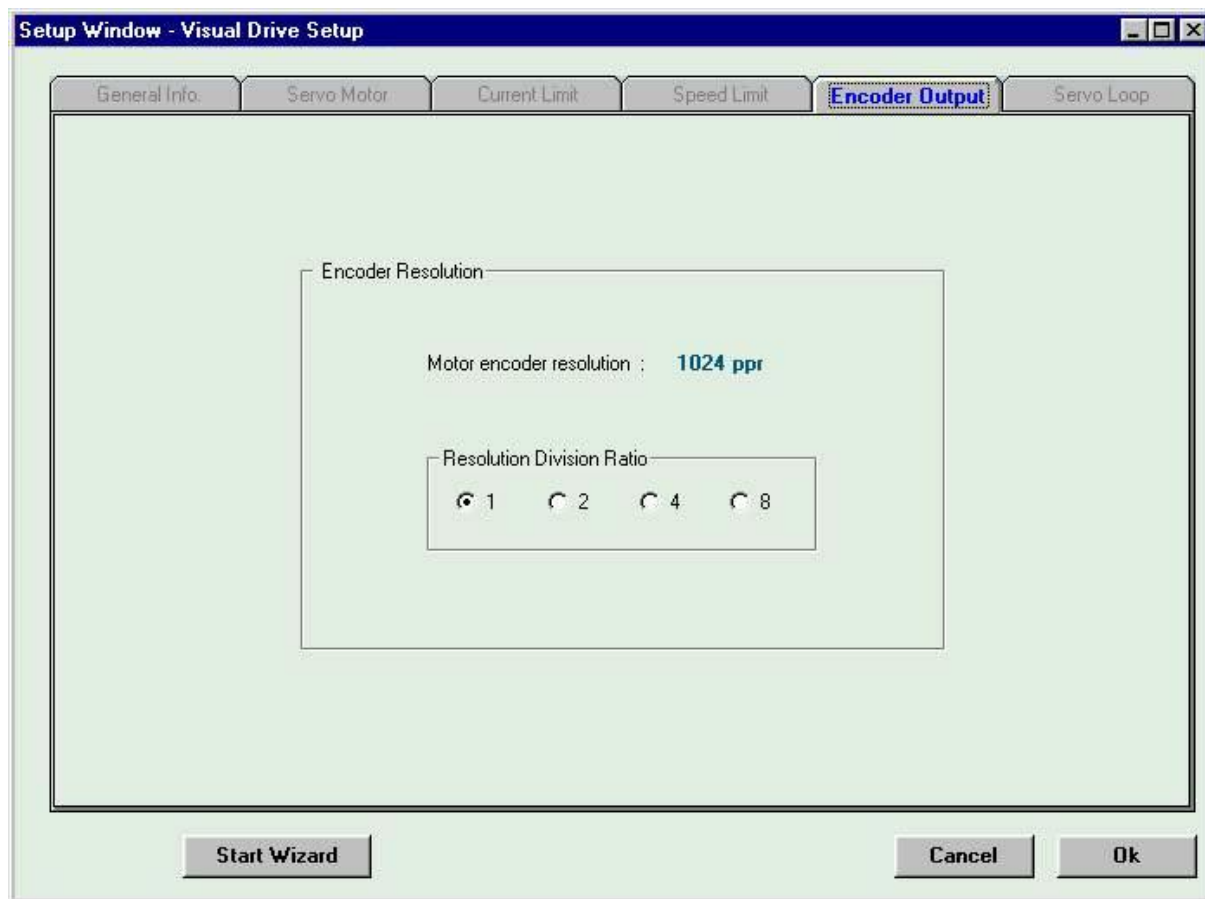 Setup Window - Visual Drive Setup
General Info. Servo Motor Current Limit Speed Limit Encoder Output Servo Loop
Encoder Resolution
Motor encoder resolution : 1024 ppr
Resolution Division Ratio
1 2 4 8
Start Wizard Cancel Ok